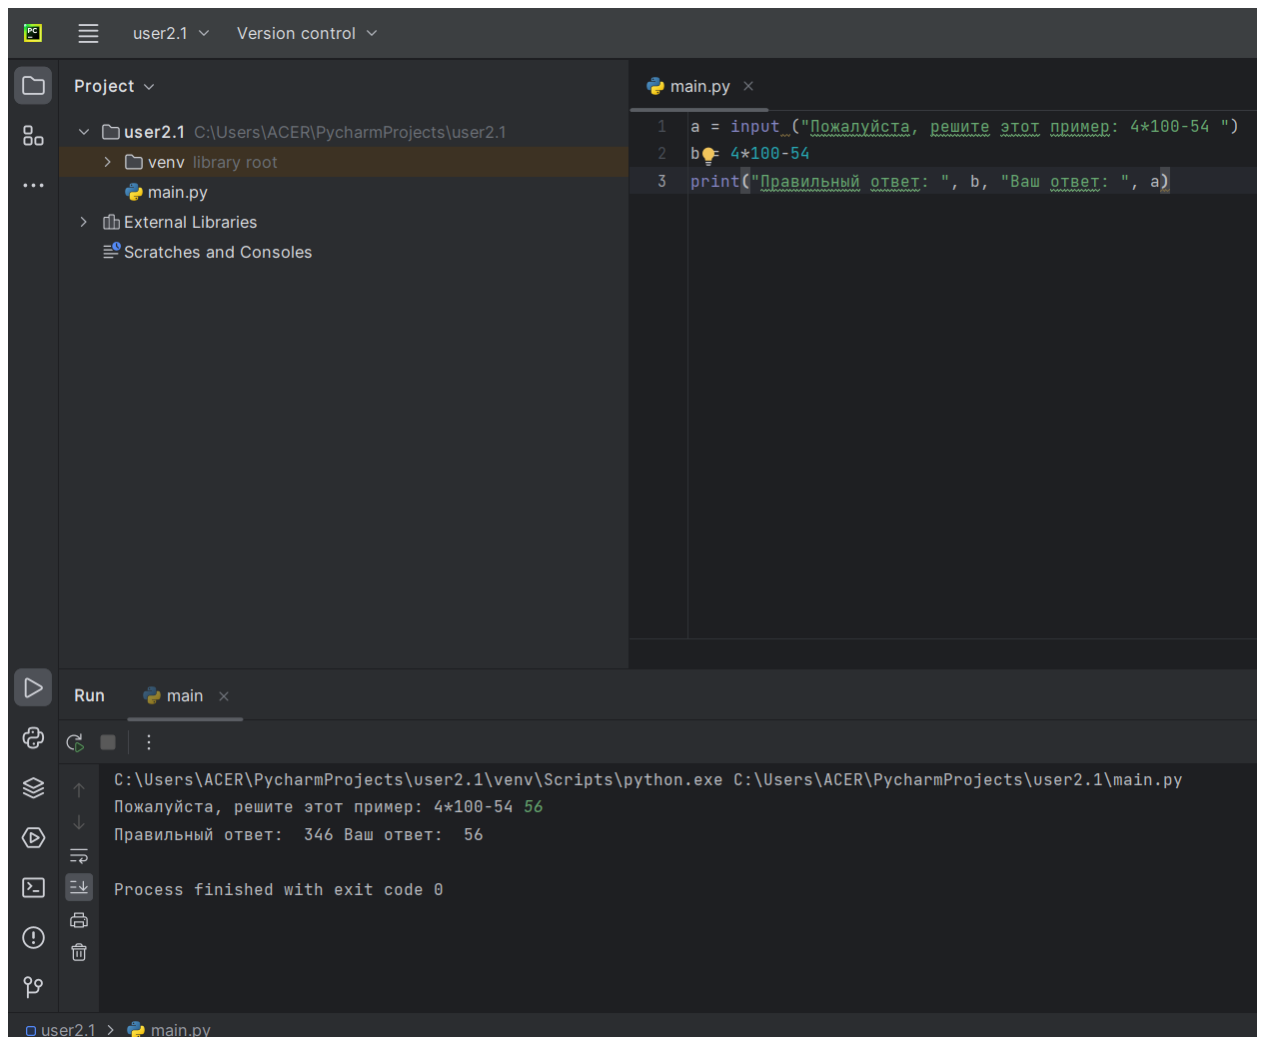 PC
user2.1 Version control
Project
main.py
user2.1 C:\Users\ACER\PycharmProjects\user2.1
venv library root
main.py
External Libraries
Scratches and Consoles
1 a = input ("Пожалуйста, решите этот пример: 4*100-54 ")
2 b = 4*100-54
3 print("Правильный ответ: ", b, "Ваш ответ: ", a)
Run main
C:\Users\ACER\PycharmProjects\user2.1\venv\Scripts\python.exe C:\Users\ACER\PycharmProjects\user2.1\main.py
Пожалуйста, решите этот пример: 4*100-54 56
Правильный ответ:  346 Ваш ответ:  56
Process finished with exit code 0
user2.1 > main.py